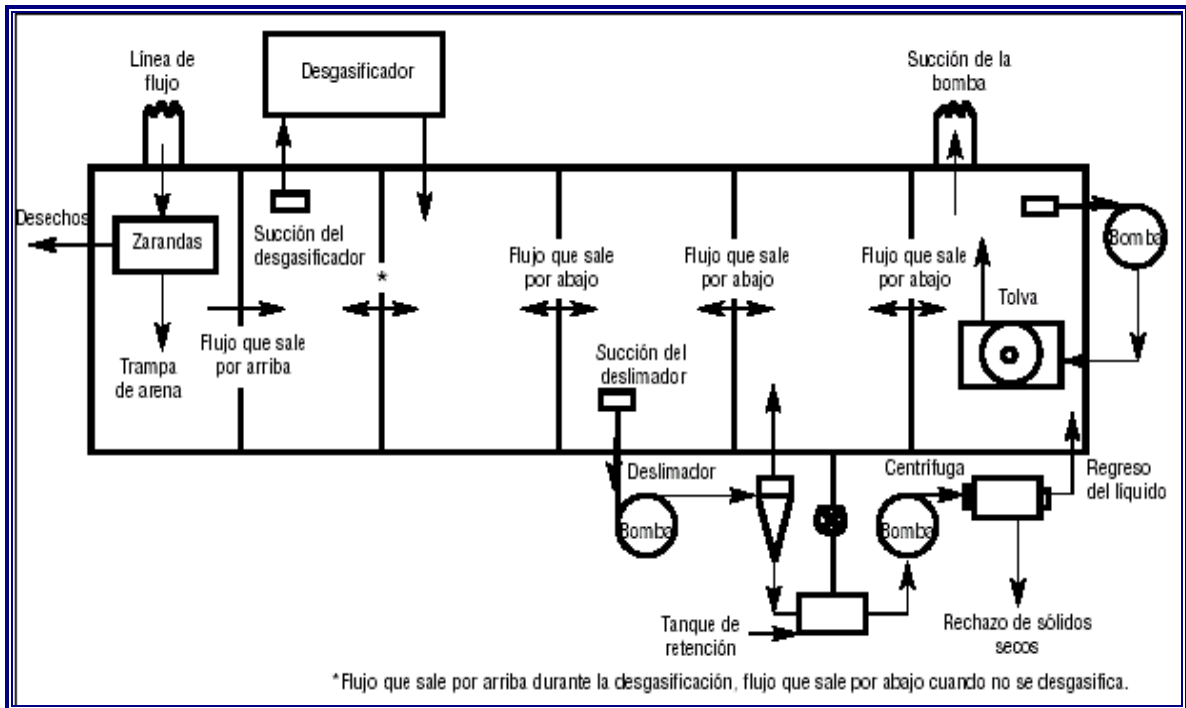 Línea de
flujo
Desgasificador
Succión de la
bomba
Desechos
Zarandas
Succión del
desgasificador
Bomba
*
Flujo que sale
por abajo
Flujo que sale
por abajo
Flujo que sale
por abajo
Tolva
Flujo que sale
por arriba
Trampa
de arena
Succión del
deslimador
Deslimador
Bomba
Centrífuga
Bomba
Regreso
del líquido
Tanque de
retención
Rechazo de sólidos
secos
*Flujo que sale por arriba durante la desgasificación, flujo que sale por abajo cuando no se desgasifica.